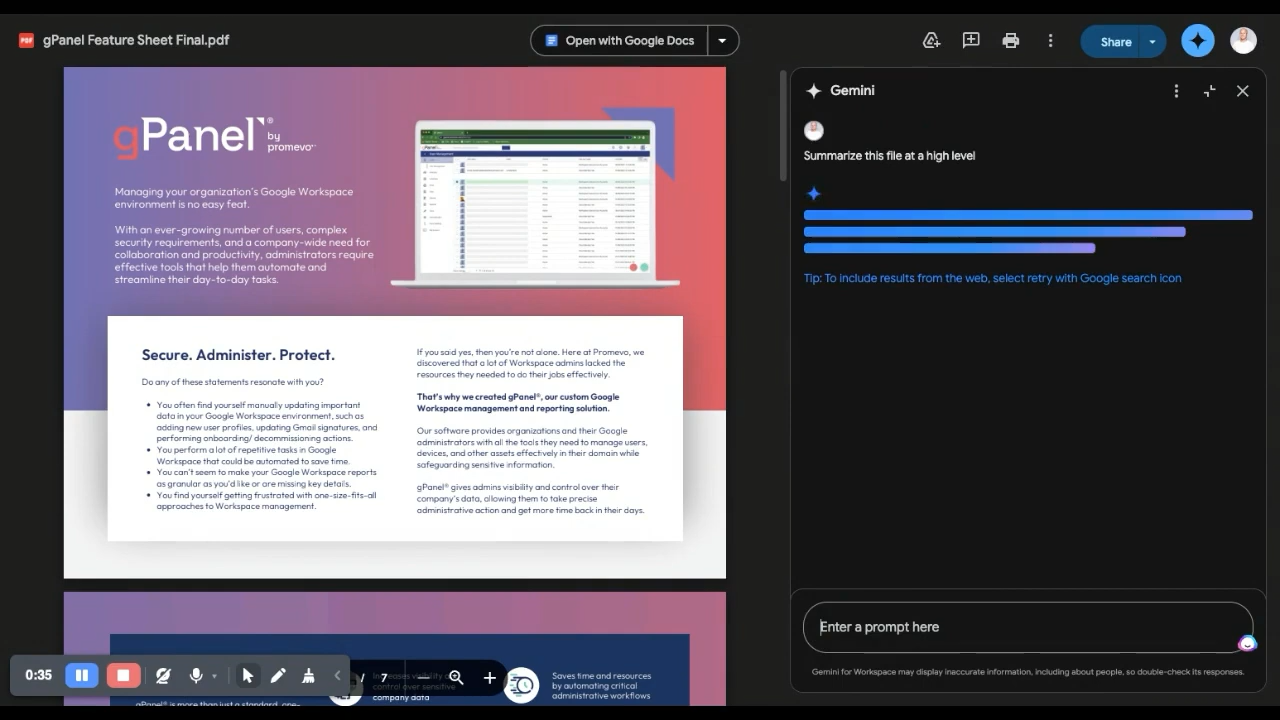 PDF gPanel Feature Sheet Final.pdf
Open with Google Docs
Share
gPanel®
by
promevo
Managing your organization's Google Workspace
environment is no easy feat.
With an ever-growing number of users, complex
security requirements, and a company-wide need for
collaboration and productivity, administrators require
effective tools that help them automate and
streamline their day-to-day tasks.
Secure. Administer. Protect.
Do any of these statements resonate with you?
• You often find yourself manually updating important
data in your Google Workspace environment, such as
adding new user profiles, updating Gmail signatures, and
performing onboarding/ decommissioning actions.
• You perform a lot of repetitive tasks in Google
Workspace that could be automated to save time.
• You can't seem to make your Google Workspace reports
as granular as you'd like or are missing key details.
• You find yourself getting frustrated with one-size-fits-all
approaches to Workspace management.
If you said yes, then you're not alone. Here at Promevo, we
discovered that a lot of Workspace admins lacked the
resources they needed to do their jobs effectively.
That's why we created gPanel®, our custom Google
Workspace management and reporting solution.
Our software provides organizations and their Google
administrators with all the tools they need to manage users,
devices, and other assets effectively in their domain while
safeguarding sensitive information.
gPanel® gives admins visibility and control over their
company's data, allowing them to take precise
administrative action and get more time back in their days.
gPanel® is more than just a standard, one-
Increases visibility
control over sensitive
company data
Saves time and resources
by automating critical
administrative workflows
0:35
/ 7
Gemini
Summarize this file at a high level
Tip: To include results from the web, select retry with Google search icon
Enter a prompt here
Gemini for Workspace may display inaccurate information, including about people, so double-check its responses.